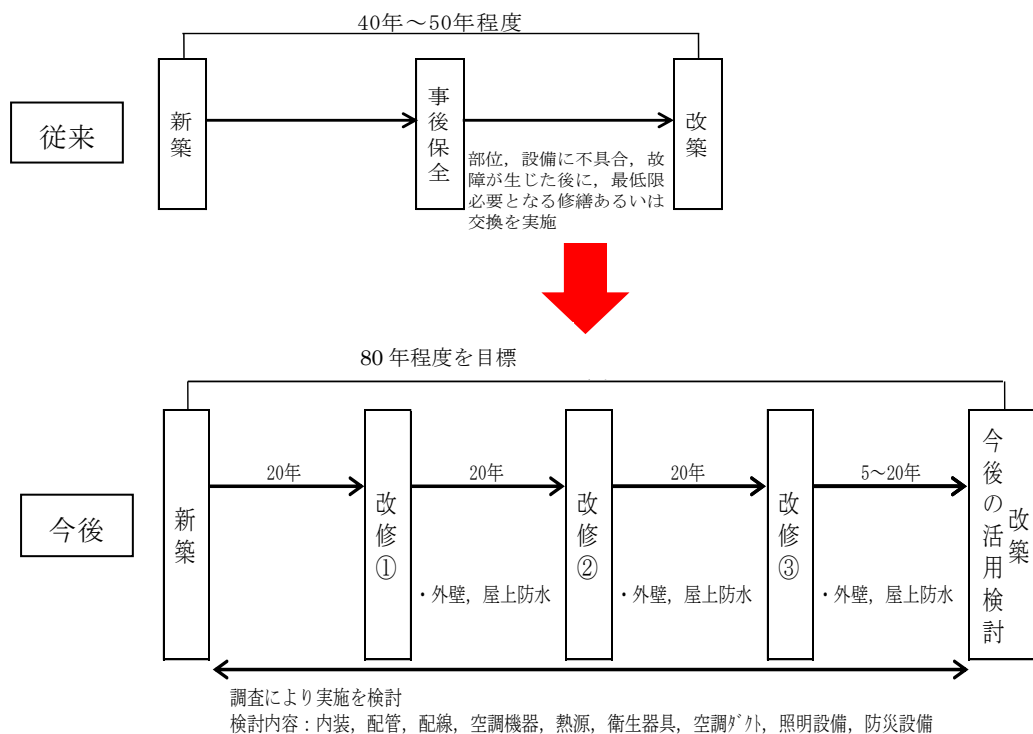 40年～50年程度
従来
新築
事後保全
改築
部位，設備に不具合，故
障が生じた後に，最低限
必要となる修繕あるいは
交換を実施
80年程度を目標
今後
新築
20年
改修①
20年
改修②
20年
改修③
5～20年
改築
今後の活用検討
・外壁，屋上防水
・外壁，屋上防水
・外壁，屋上防水
調査により実施を検討
検討内容：内装，配管，配線，空調機器，熱源，衛生器具，空調ﾀﾞｸﾄ，照明設備，防災設備